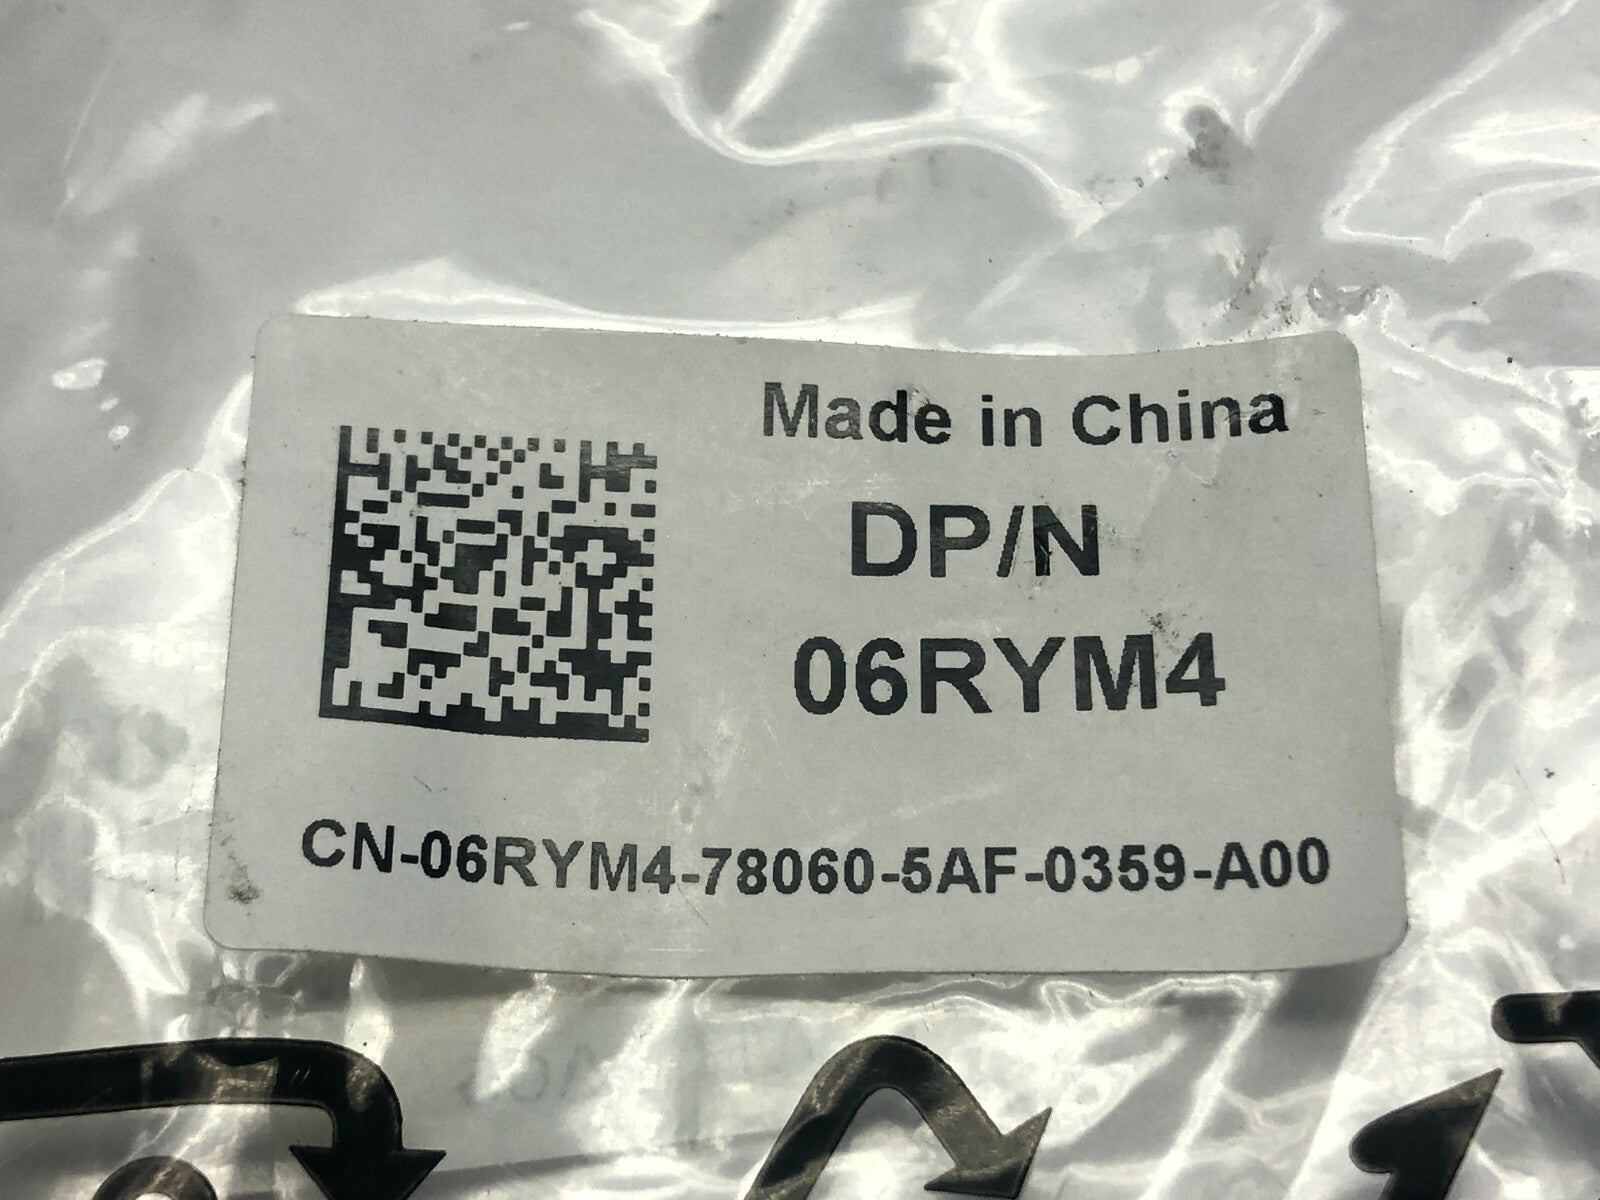 Made in China
DP/N
06RYM4
CN-06RYM4-78060-5AF-0359-A00